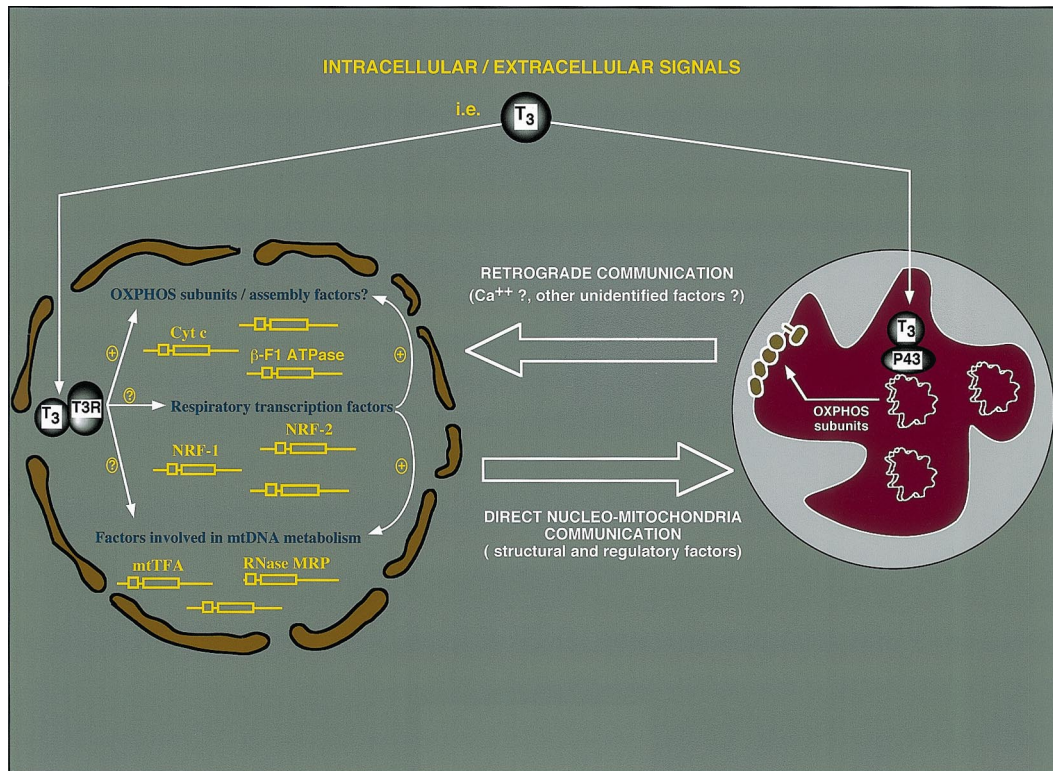 INTRACELLULAR / EXTRACELLULAR SIGNALS
i.e.
T3
RETROGRADE COMMUNICATION
(Ca++ ?, other unidentified factors ?)
OXPHOS subunits / assembly factors?
Cyt c
β-F1 ATPase
+
+
T3
T3R
?
Respiratory transcription factors
NRF-2
NRF-1
?
+
Factors involved in mtDNA metabolism
mtTFA
RNase MRP
DIRECT NUCLEO-MITOCHONDRIA
COMMUNICATION
( structural and regulatory factors)
T3
P43
OXPHOS
subunits